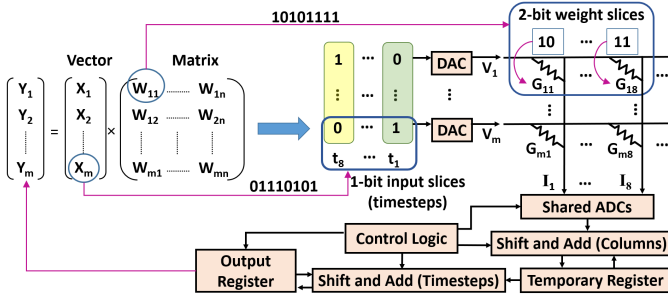 10101111
2-bit weight slices
Vector
Matrix
10 ... 11
G11 G18
1 ... 0
DAC
V1
Y1 X1 W11 ........ W1n
Y2 = X2 × W12 ........ W2n
Ym Xm Wm1 ........ Wmn
0 ... 1
DAC
Vm
Gm1 Gm8
t8 ... t1
01110101
1-bit input slices
(timesteps)
I1 ... I8
Shared ADCs
Control Logic
Shift and Add (Columns)
Output
Register
Shift and Add (Timesteps)
Temporary Register